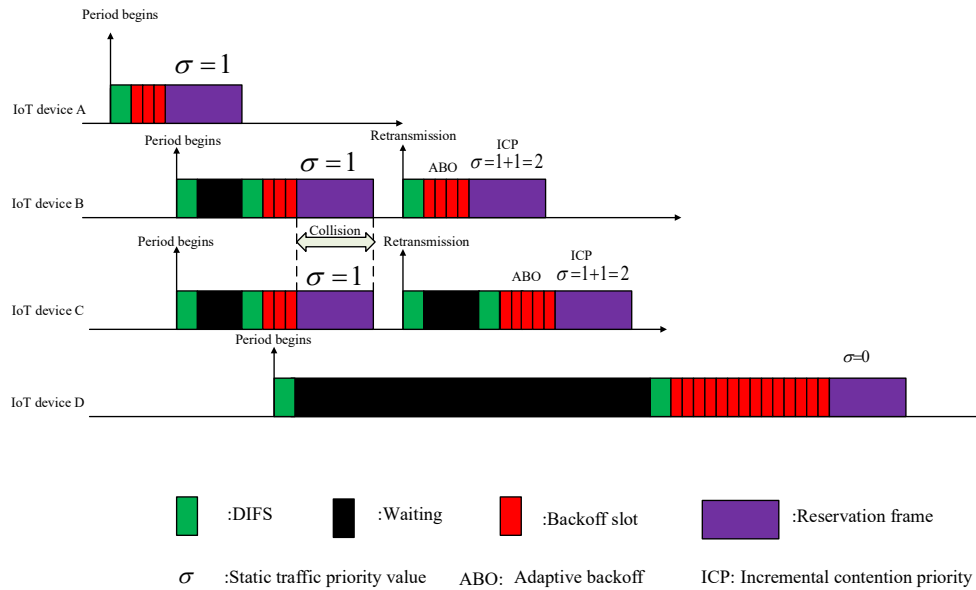 Period begins
σ = 1
IoT device A
Period begins
σ = 1
Retransmission
ABO
ICP
σ=1+1=2
IoT device B
Collision
Period begins
σ = 1
Retransmission
ABO
ICP
σ=1+1=2
IoT device C
Period begins
σ=0
IoT device D
:DIFS :Waiting :Backoff slot :Reservation frame
σ :Static traffic priority value ABO: Adaptive backoff ICP: Incremental contention priority